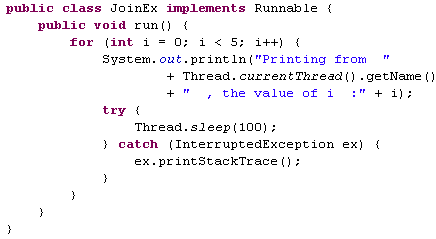 public class JoinEx implements Runnable {
    public void run() {
        for (int i = 0; i < 5; i++) {
            System.out.println("Printing from  "
                    + Thread.currentThread().getName()
                    + "  , the value of i  :" + i);
            try {
                Thread.sleep(100);
            } catch (InterruptedException ex) {
                ex.printStackTrace();
            }
        }
    }
}